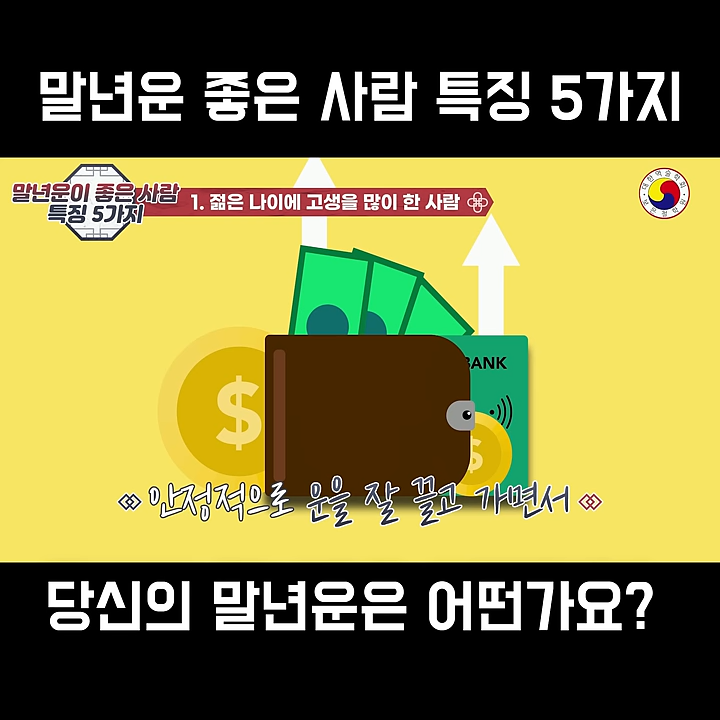 말년운 좋은 사람 특징 5가지
말년운이 좋은 사람
특징 5가지
1. 젊은 나이에 고생을 많이 한 사람
BANK
$
$
안정적으로 운을 잘 끌고 가면서
당신의 말년운은 어떤가요?